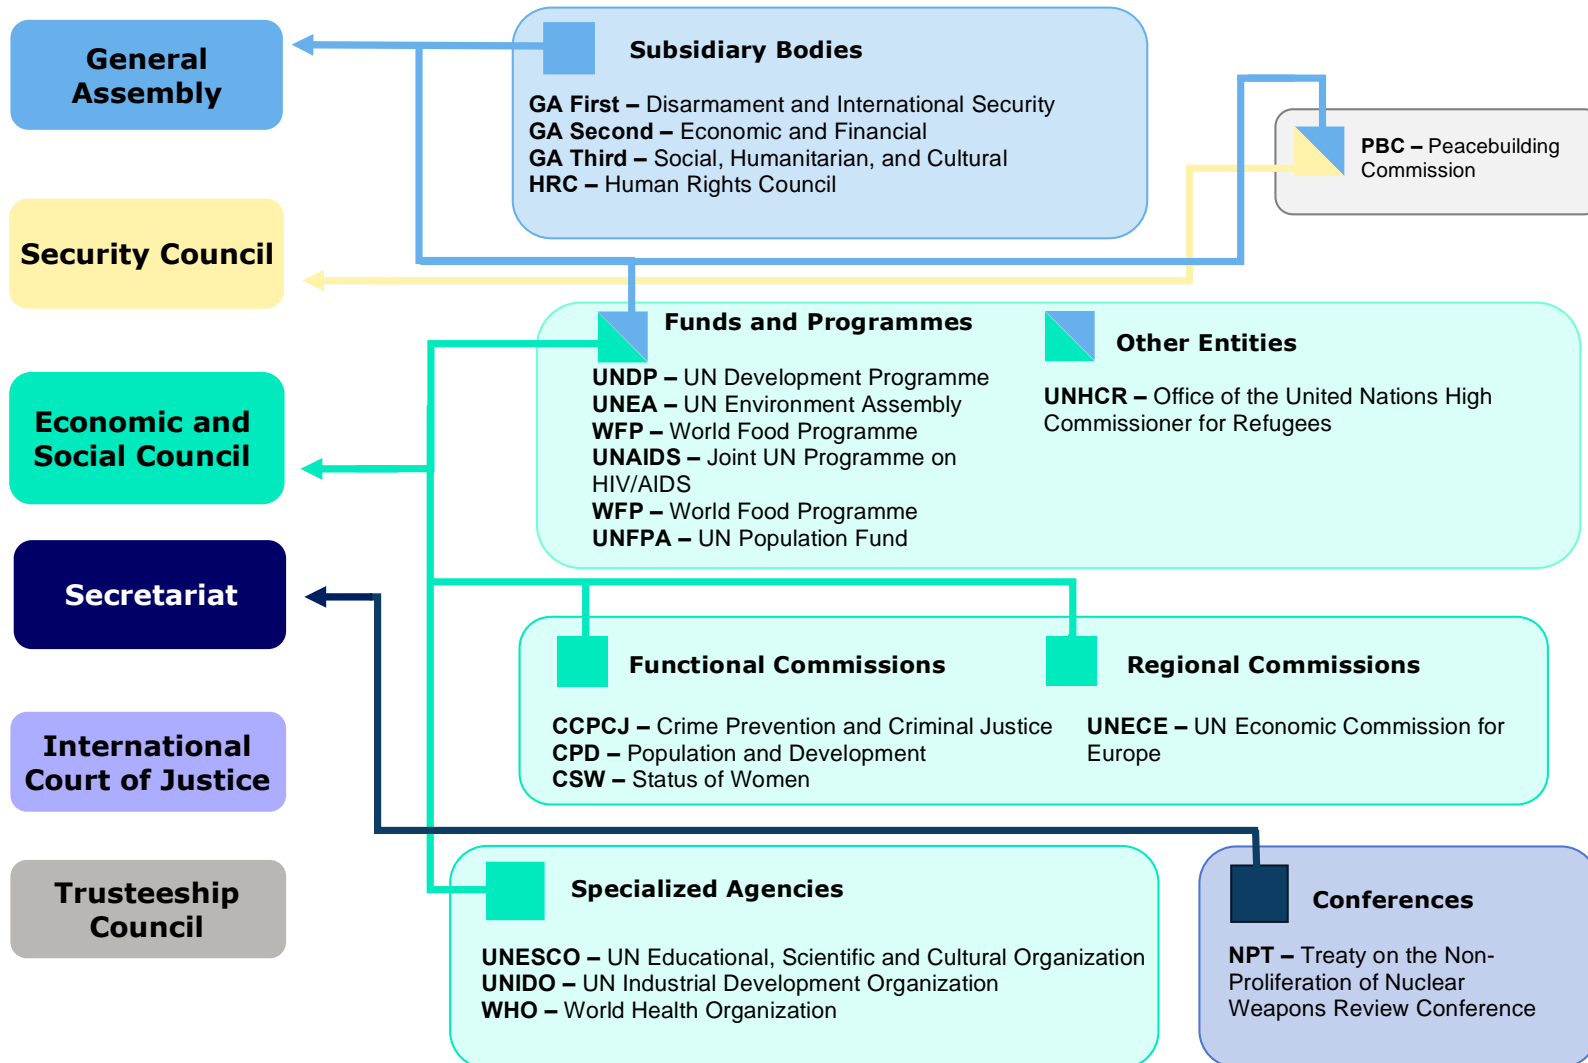 General
Assembly
Security Council
Economic and
Social Council
Secretariat
International
Court of Justice
Trusteeship
Council
Subsidiary Bodies
GA First – Disarmament and International Security
GA Second – Economic and Financial
GA Third – Social, Humanitarian, and Cultural
HRC – Human Rights Council
PBC – Peacebuilding
Commission
Funds and Programmes
UNDP – UN Development Programme
UNEA – UN Environment Assembly
WFP – World Food Programme
UNAIDS – Joint UN Programme on
HIV/AIDS
WFP – World Food Programme
UNFPA – UN Population Fund
Other Entities
UNHCR – Office of the United Nations High
Commissioner for Refugees
Functional Commissions
CCPCJ – Crime Prevention and Criminal Justice
CPD – Population and Development
CSW – Status of Women
Regional Commissions
UNECE – UN Economic Commission for
Europe
Specialized Agencies
UNESCO – UN Educational, Scientific and Cultural Organization
UNIDO – UN Industrial Development Organization
WHO – World Health Organization
Conferences
NPT – Treaty on the Non-
Proliferation of Nuclear
Weapons Review Conference